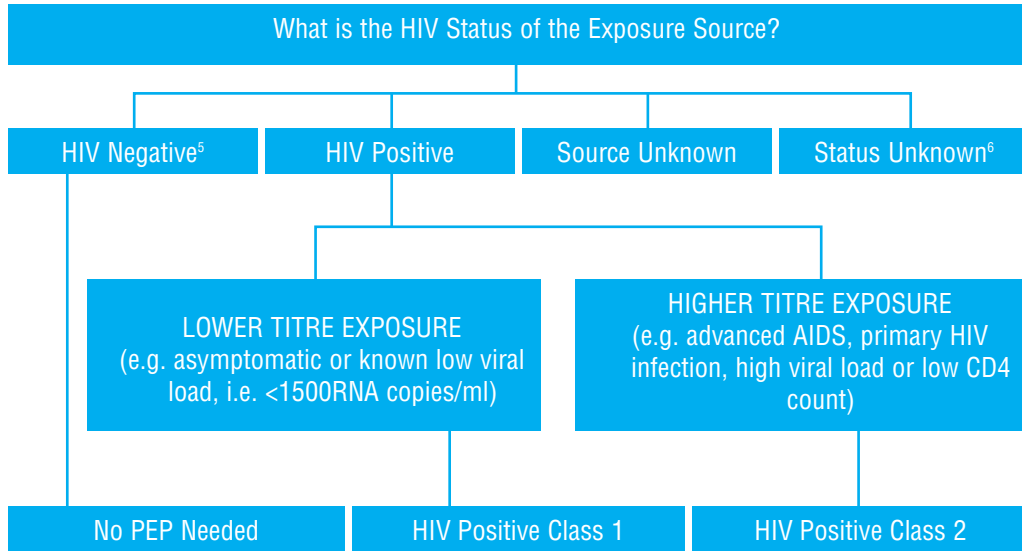 What is the HIV Status of the Exposure Source?
HIV Negative⁵
HIV Positive
Source Unknown
Status Unknown⁶
LOWER TITRE EXPOSURE
(e.g. asymptomatic or known low viral
load, i.e. <1500RNA copies/ml)
HIGHER TITRE EXPOSURE
(e.g. advanced AIDS, primary HIV
infection, high viral load or low CD4
count)
No PEP Needed
HIV Positive Class 1
HIV Positive Class 2